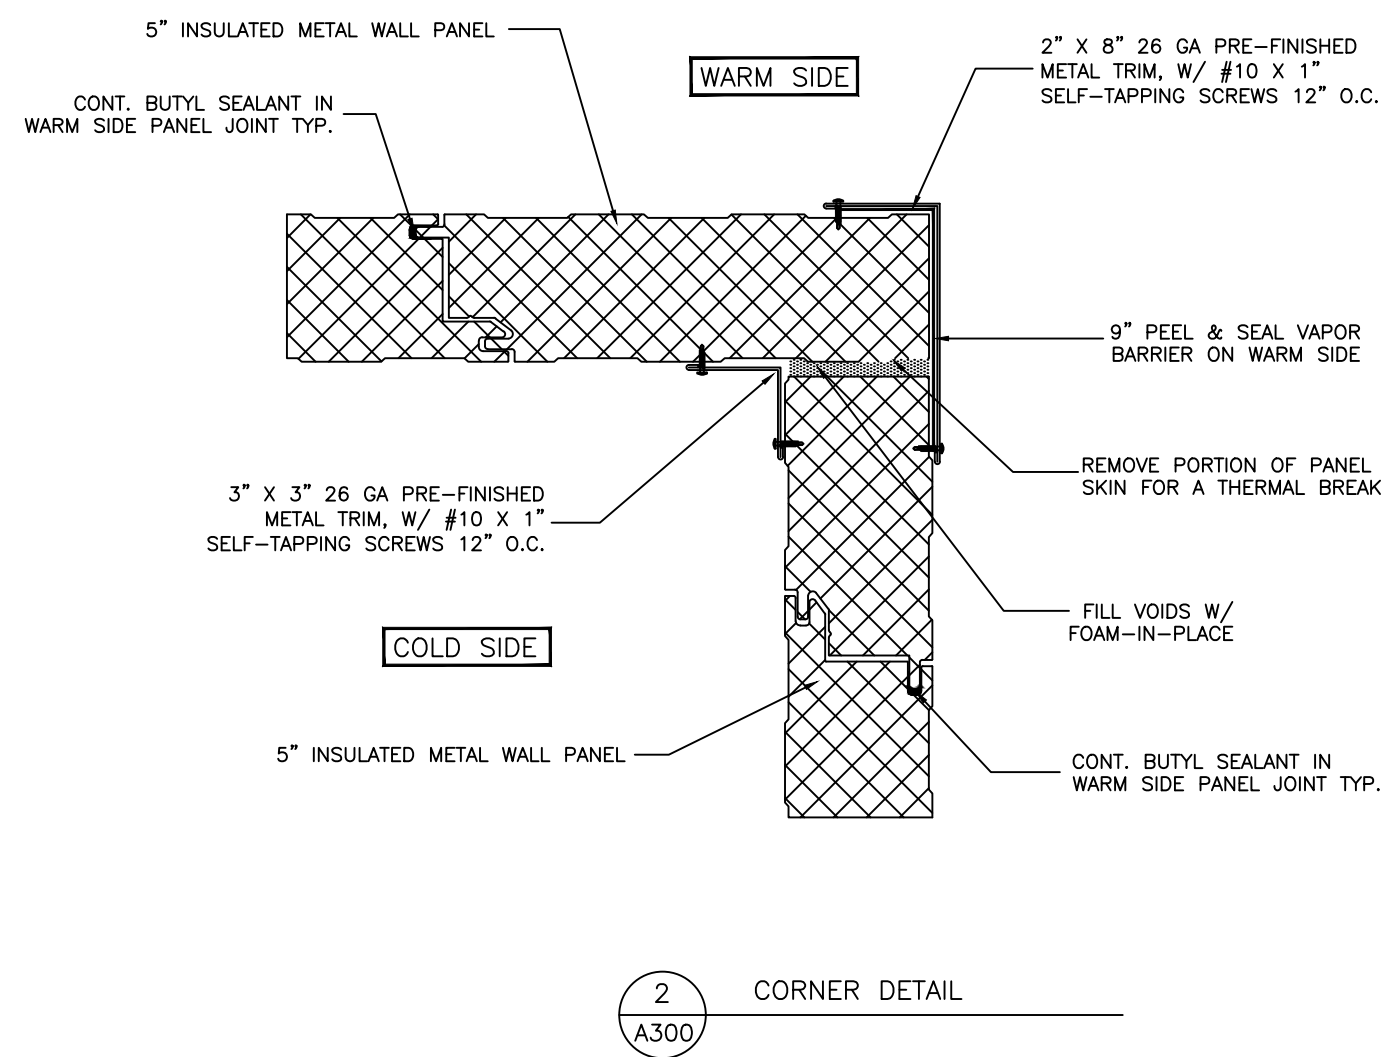 5” INSULATED METAL WALL PANEL
WARM SIDE
2” X 8” 26 GA PRE–FINISHED
METAL TRIM, W/ #10 X 1”
SELF–TAPPING SCREWS 12” O.C.
CONT. BUTYL SEALANT IN
WARM SIDE PANEL JOINT TYP.
9” PEEL & SEAL VAPOR
BARRIER ON WARM SIDE
REMOVE PORTION OF PANEL
SKIN FOR A THERMAL BREAK
3” X 3” 26 GA PRE–FINISHED
METAL TRIM, W/ #10 X 1”
SELF–TAPPING SCREWS 12” O.C.
FILL VOIDS W/
FOAM–IN–PLACE
COLD SIDE
5” INSULATED METAL WALL PANEL
CONT. BUTYL SEALANT IN
WARM SIDE PANEL JOINT TYP.
2
A300
CORNER DETAIL